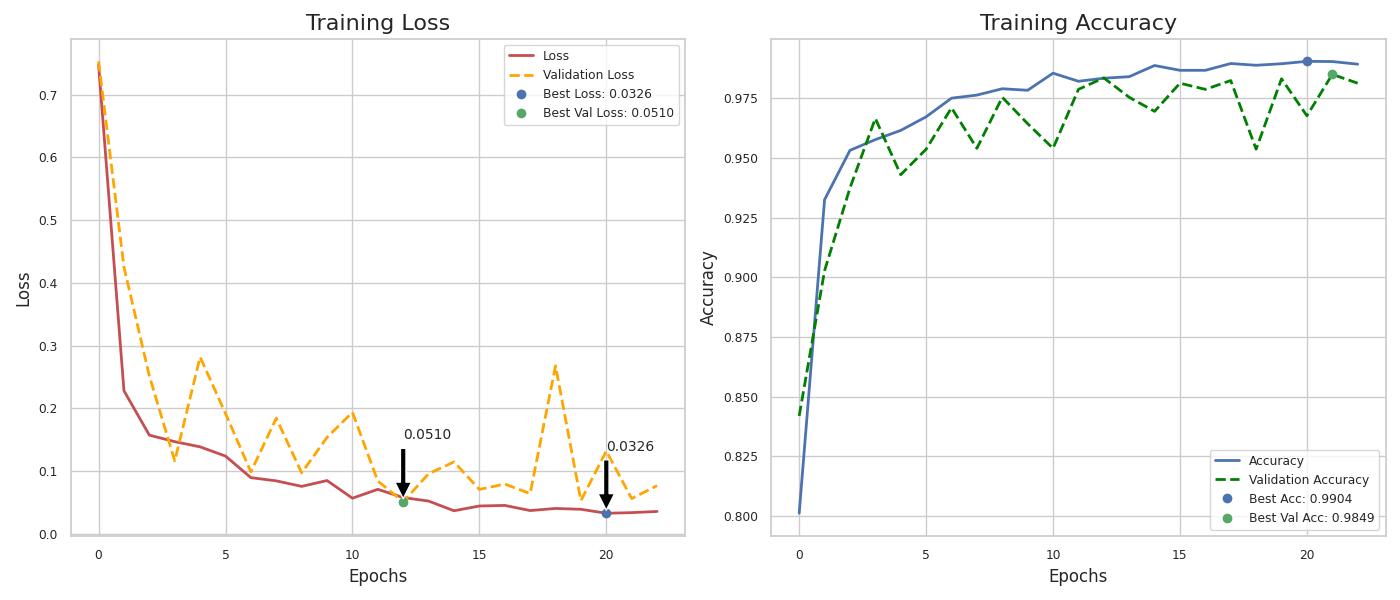 Training Loss
Loss
Validation Loss
Best Loss: 0.0326
Best Val Loss: 0.0510
0.7
0.6
0.5
0.4
0.3
0.2
0.1
0.0
Loss
0.0510
0.0326
0
5
10
15
20
Epochs
Training Accuracy
0.975
0.950
0.925
0.900
0.875
0.850
0.825
0.800
Accuracy
Accuracy
Validation Accuracy
Best Acc: 0.9904
Best Val Acc: 0.9849
0
5
10
15
20
Epochs